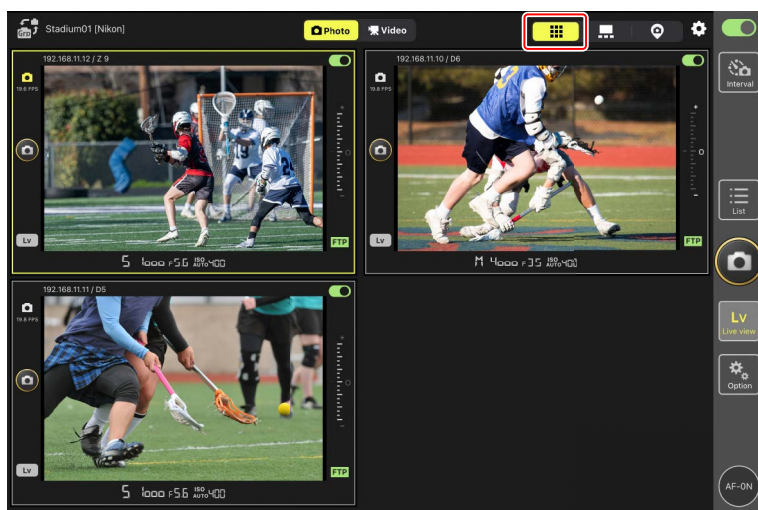 Grp Stadium01 [Nikon] Photo Video
192.168.11.12 / Z 9
19.6 FPS
Lv
FTP
S 1000 F5.6 ISO AUTO 400
192.168.11.10 / D6
19.8 FPS
Lv
FTP
M 4000 F3.5 ISO AUTO 400
192.168.11.11 / D5
19.8 FPS
Lv
FTP
S 1000 F5.6 ISO AUTO 400
Interval
List
Lv
Live view
Option
AF-ON